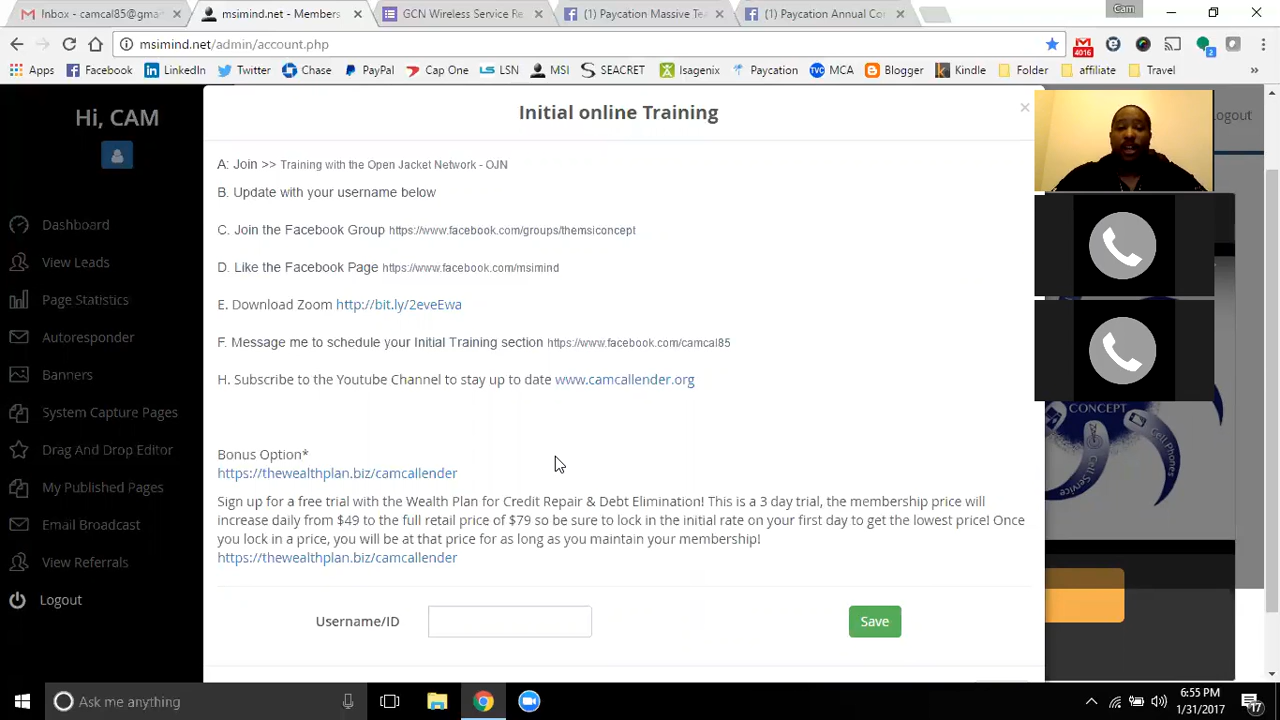 Inbox - camcal85@gma
msimind.net - Members
GCN Wireless Service Re
(1) Paycation Massive Te
(1) Paycation Annual Co
Cam
msimind.net/admin/account.php
4016
2
Apps
Facebook
LinkedIn
Twitter
Chase
PayPal
Cap One
LSN
MSI
SEACRET
Isagenix
Paycation
TVC MCA
Blogger
Kindle
Folder
affiliate
Travel
Hi, CAM
Dashboard
View Leads
Page Statistics
Autoresponder
Banners
System Capture Pages
Drag And Drop Editor
My Published Pages
Email Broadcast
View Referrals
Logout
Initial online Training
×
Logout
A: Join >> Training with the Open Jacket Network - OJN
B. Update with your username below
C. Join the Facebook Group https://www.facebook.com/groups/themsiconcept
D. Like the Facebook Page https://www.facebook.com/msimind
E. Download Zoom http://bit.ly/2eveEwa
F. Message me to schedule your Initial Training section https://www.facebook.com/camcal85
H. Subscribe to the Youtube Channel to stay up to date www.camcallender.org
CONCEPT
Cell Phones
Cell Service
Bonus Option*
https://thewealthplan.biz/camcallender
Sign up for a free trial with the Wealth Plan for Credit Repair & Debt Elimination! This is a 3 day trial, the membership price will
increase daily from $49 to the full retail price of $79 so be sure to lock in the initial rate on your first day to get the lowest price! Once
you lock in a price, you will be at that price for as long as you maintain your membership!
https://thewealthplan.biz/camcallender
Username/ID
Save
Ask me anything
6:55 PM
1/31/2017
17